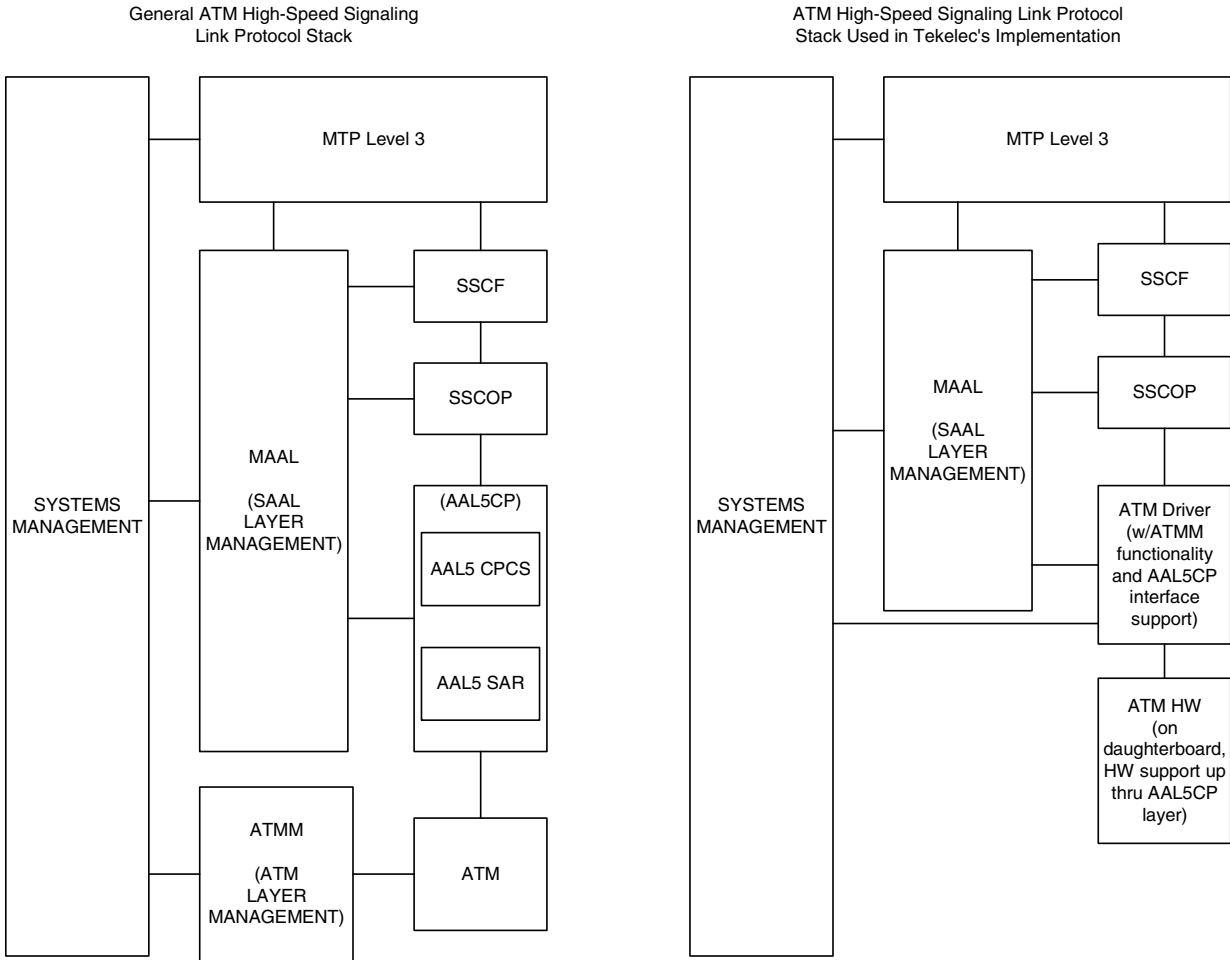 General ATM High-Speed Signaling
Link Protocol Stack
MTP Level 3
SSCF
SSCOP
MAAL
(SAAL
LAYER
MANAGEMENT)
SYSTEMS
MANAGEMENT
(AAL5CP)
AAL5 CPCS
AAL5 SAR
ATMM
(ATM
LAYER
MANAGEMENT)
ATM
ATM High-Speed Signaling Link Protocol
Stack Used in Tekelec's Implementation
MTP Level 3
SSCF
SSCOP
MAAL
(SAAL
LAYER
MANAGEMENT)
SYSTEMS
MANAGEMENT
ATM Driver
(w/ATMM
functionality
and AAL5CP
interface
support)
ATM HW
(on
daughterboard,
HW support up
thru AAL5CP
layer)